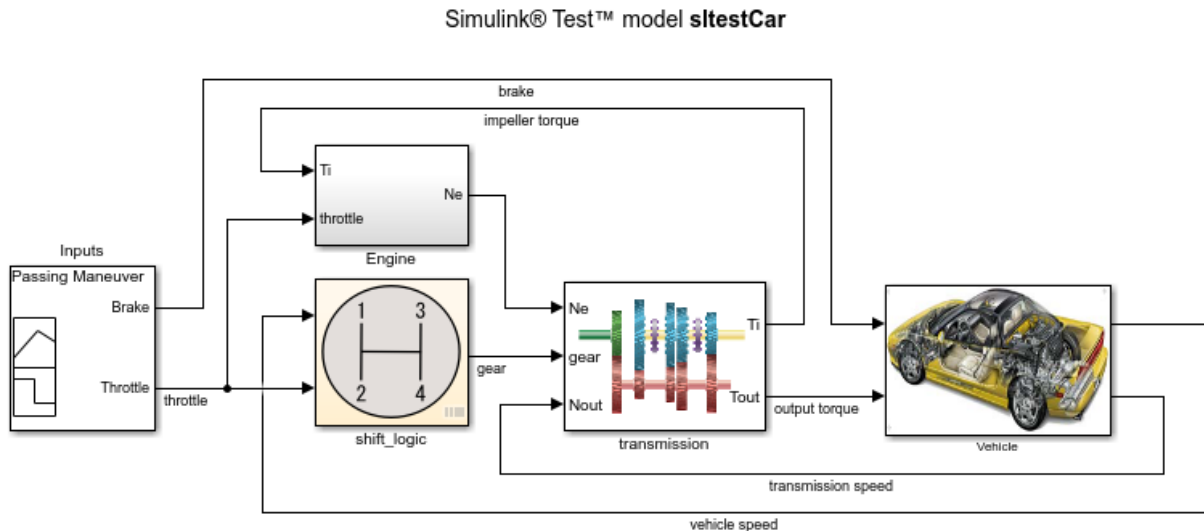 Simulink® Test™ model sltestCar
brake
impeller torque
Ti
Ne
throttle
Engine
Inputs
Passing Maneuver
Brake
Throttle
throttle
1 3
2 4
shift_logic
gear
Ne
gear
Nout
Ti
Tout
transmission
output torque
Vehicle
transmission speed
vehicle speed